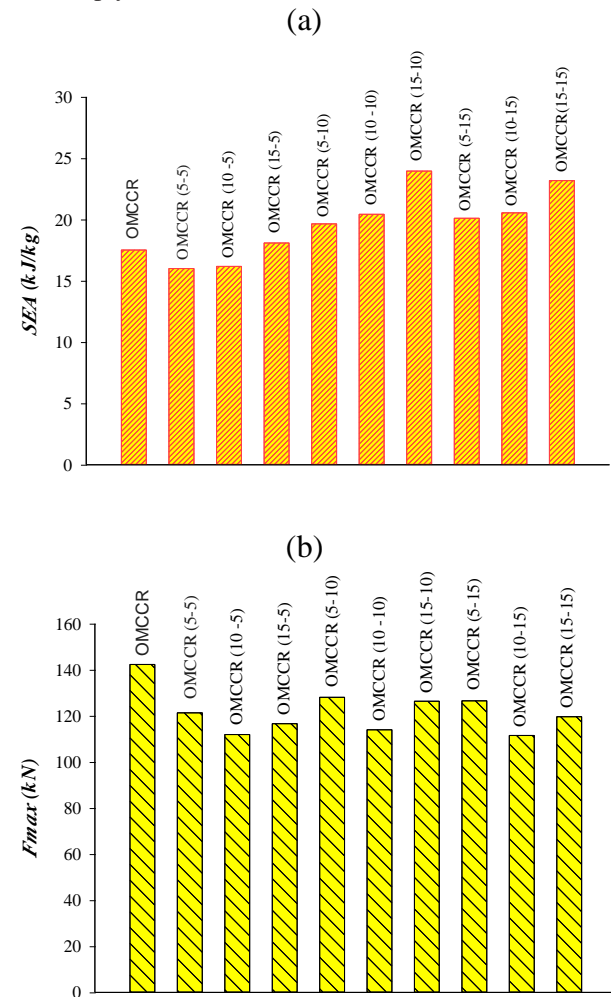 (a)
30
25
20
15
10
5
0
SEA (kJ/kg)
OMCCR
OMCCR (5-5)
OMCCR (10 -5)
OMCCR (15-5)
OMCCR (5-10)
OMCCR (10 -10)
OMCCR (15-10)
OMCCR (5-15)
OMCCR (10-15)
OMCCR(15-15)
(b)
160
140
120
100
80
60
40
20
0
Fmax (kN)
OMCCR
OMCCR (5-5)
OMCCR (10 -5)
OMCCR (15-5)
OMCCR (5-10)
OMCCR (10 -10)
OMCCR (15-10)
OMCCR (5-15)
OMCCR (10-15)
OMCCR (15-15)